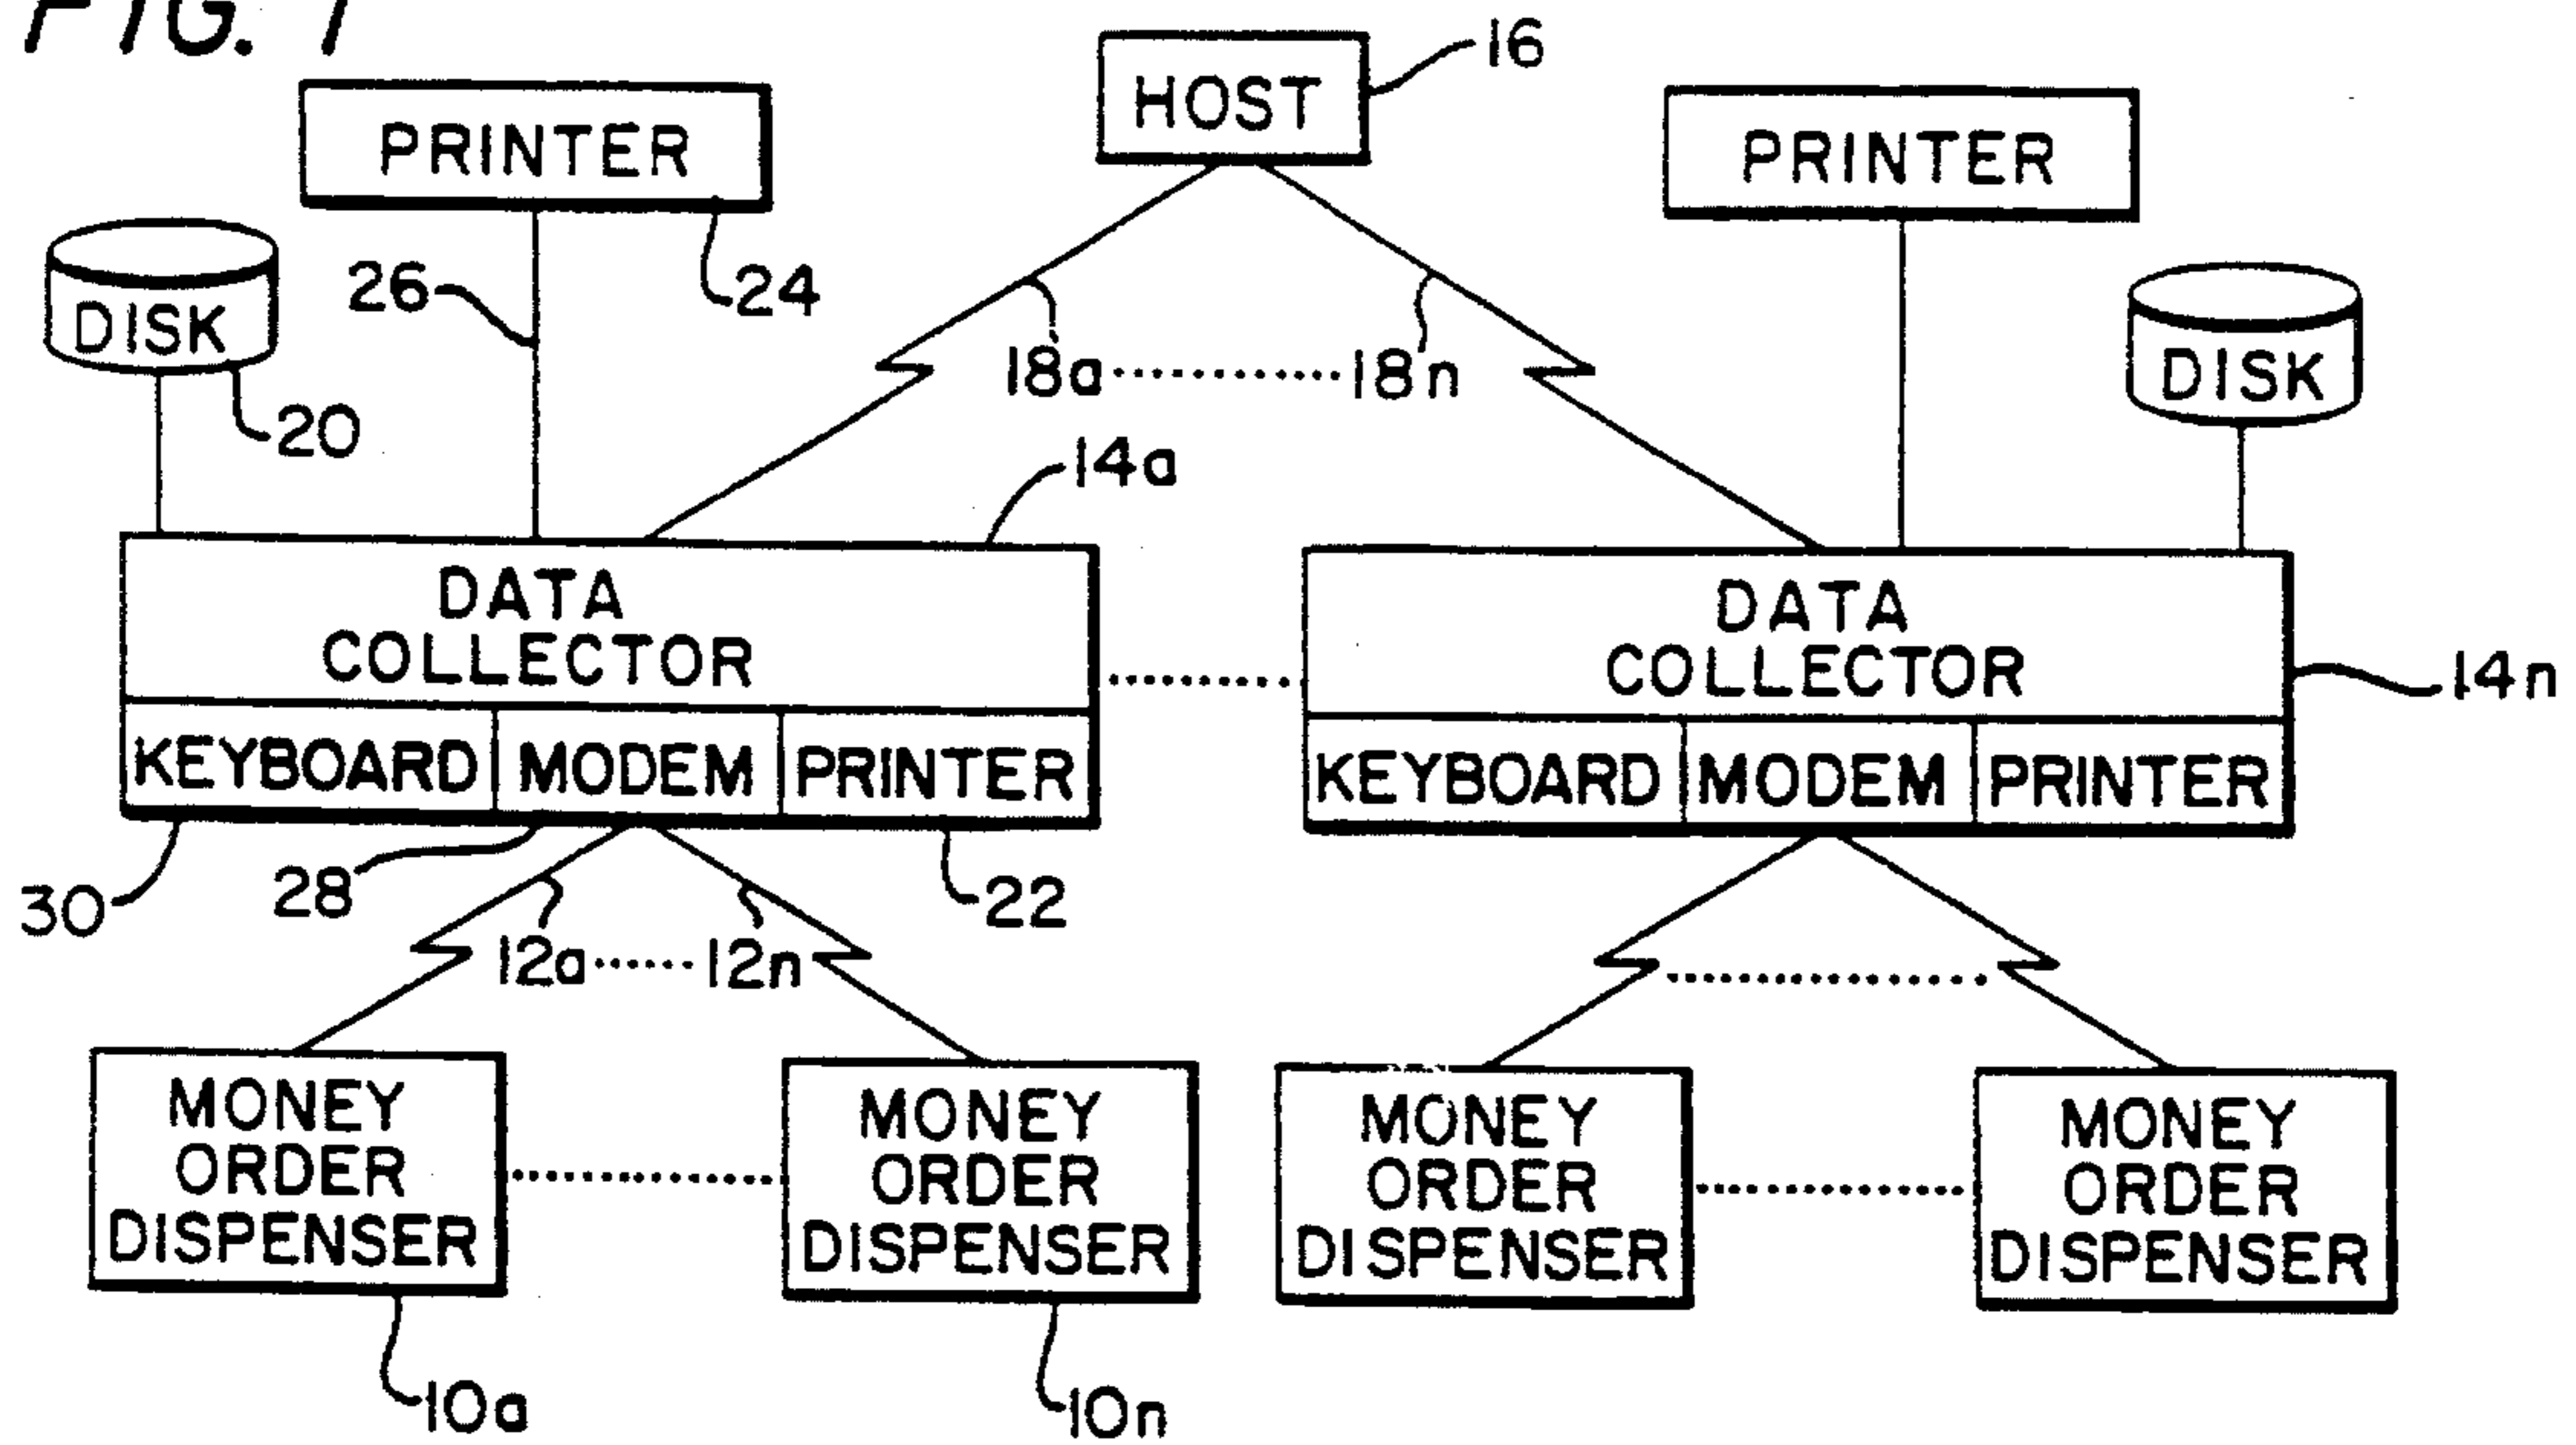 FIG. 1
HOST
16
PRINTER
PRINTER
24
26
DISK
20
DISK
18a 18n
14a
DATA
COLLECTOR
KEYBOARD MODEM PRINTER
DATA
COLLECTOR
KEYBOARD MODEM PRINTER
14n
30
28
22
12a 12n
MONEY
ORDER
DISPENSER
MONEY
ORDER
DISPENSER
MONEY
ORDER
DISPENSER
MONEY
ORDER
DISPENSER
10a
10n